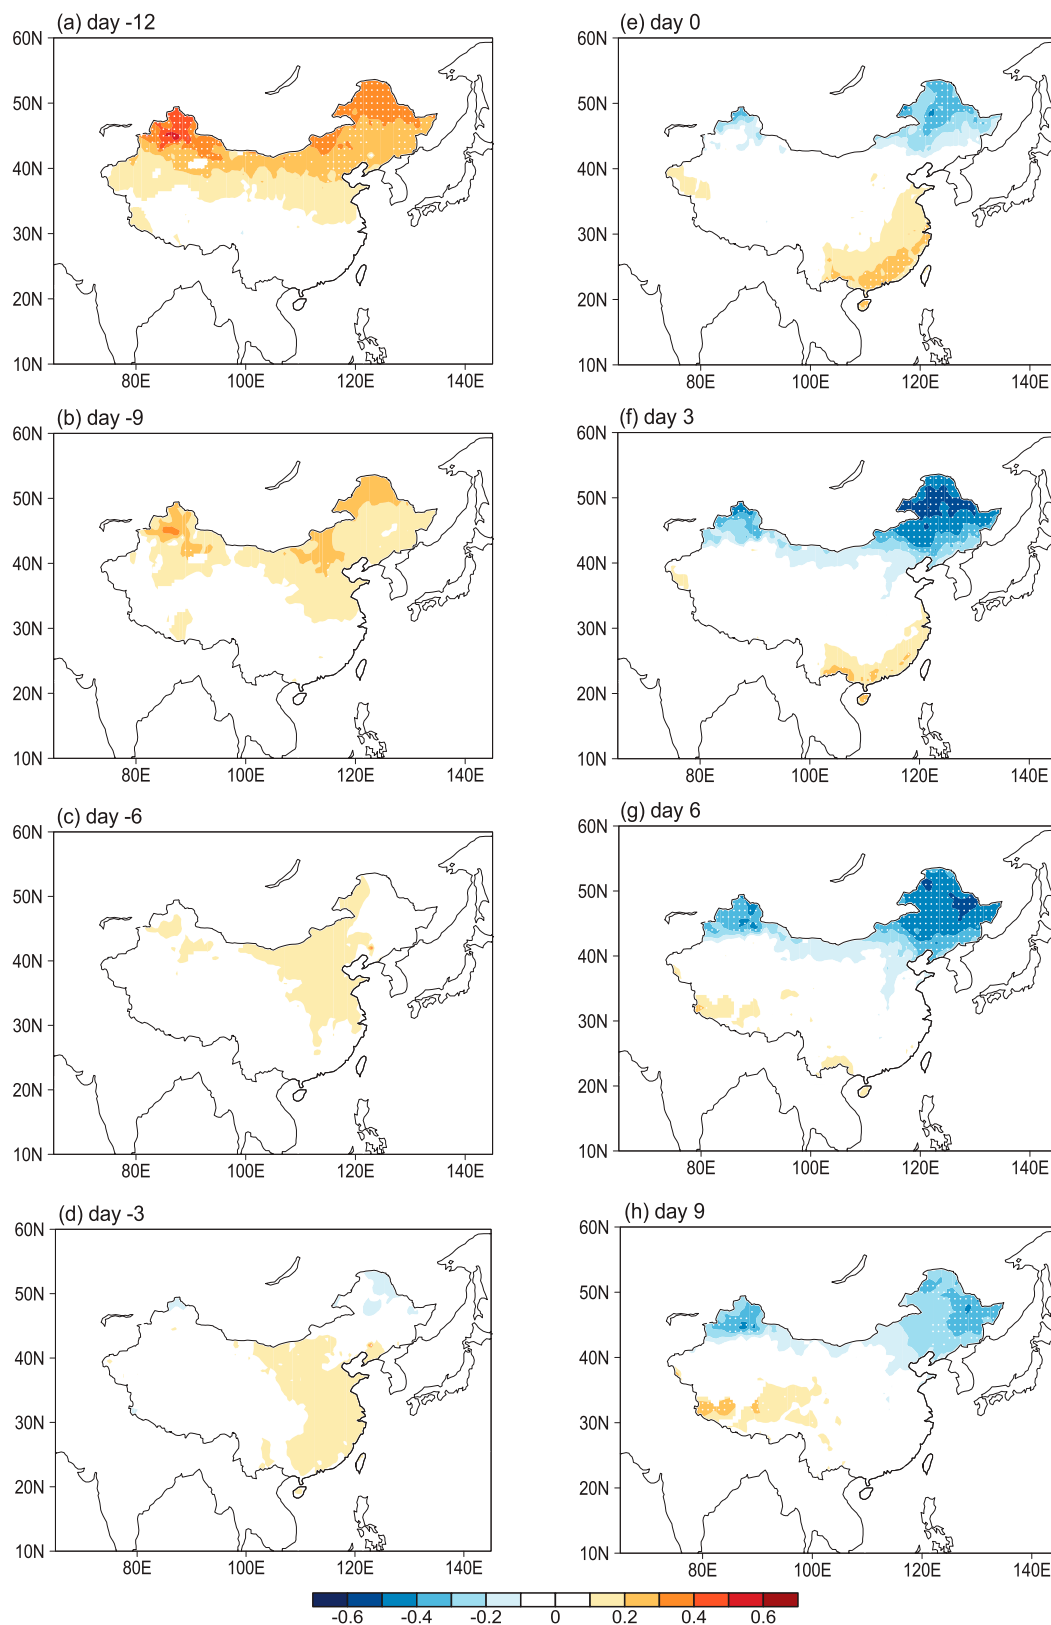 (a) day -12
60N
50N
40N
30N
20N
10N
80E 100E 120E 140E
(b) day -9
60N
50N
40N
30N
20N
10N
80E 100E 120E 140E
(c) day -6
60N
50N
40N
30N
20N
10N
80E 100E 120E 140E
(d) day -3
60N
50N
40N
30N
20N
10N
80E 100E 120E 140E
(e) day 0
60N
50N
40N
30N
20N
10N
80E 100E 120E 140E
(f) day 3
60N
50N
40N
30N
20N
10N
80E 100E 120E 140E
(g) day 6
60N
50N
40N
30N
20N
10N
80E 100E 120E 140E
(h) day 9
60N
50N
40N
30N
20N
10N
80E 100E 120E 140E
-0.6 -0.4 -0.2 0 0.2 0.4 0.6